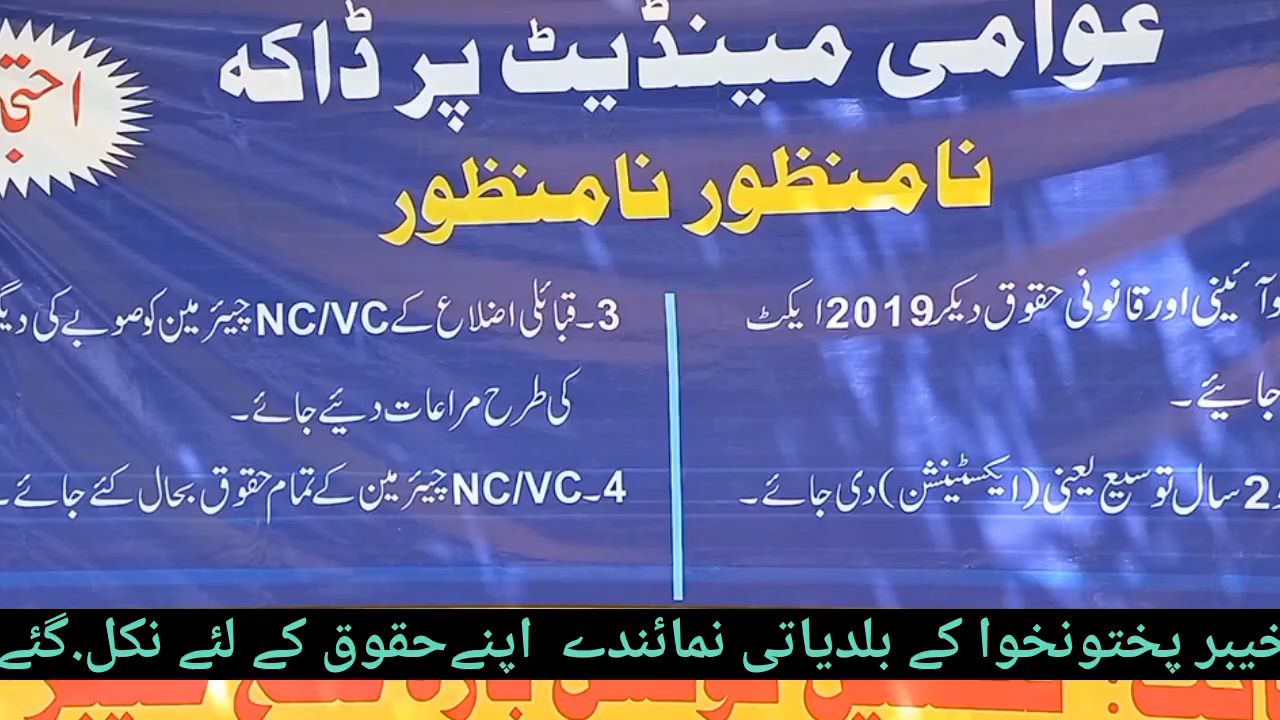 عوامی مینڈیٹ پر ڈاکہ
نامنظور نامنظور
آئینی اور قانونی حقوق دیکر 2019 ایکٹ
جایئے۔
2 سال توسیع یعنی (ایکسٹینشن) دی جائے۔
3۔ قبائلی اضلاع کے NC/VC چیئرمین کو صوبے کی
کی طرح مراعات دیئے جائے۔
4۔ NC/VC چیئرمین کے تمام حقوق بحال کئے جائے۔
خیبر پختونخوا کے بلدیاتی نمائندے اپنے حقوق کے لئے نکل.گئے